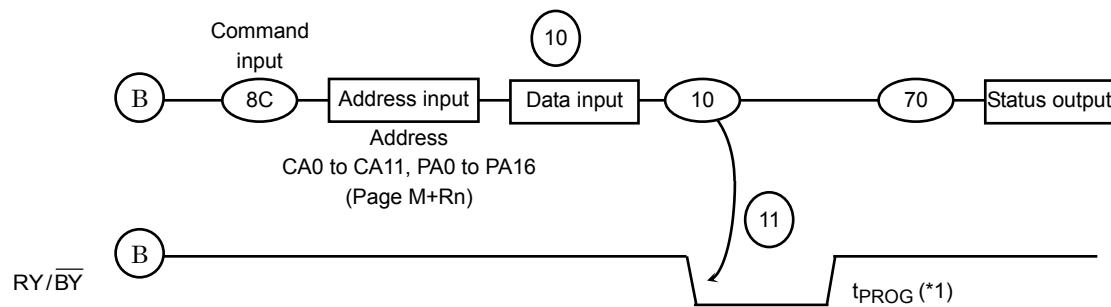 10
Command
input
B 8C Address input Data input 10 70 Status output
Address
CA0 to CA11, PA0 to PA16
(Page M+Rn)
11
B
RY/BY
tPROG (*1)